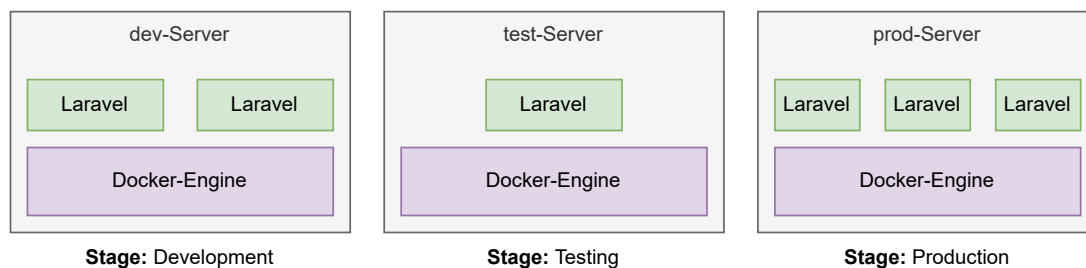 dev-Server
Laravel
Laravel
Docker-Engine
Stage: Development
test-Server
Laravel
Docker-Engine
Stage: Testing
prod-Server
Laravel
Laravel
Laravel
Docker-Engine
Stage: Production